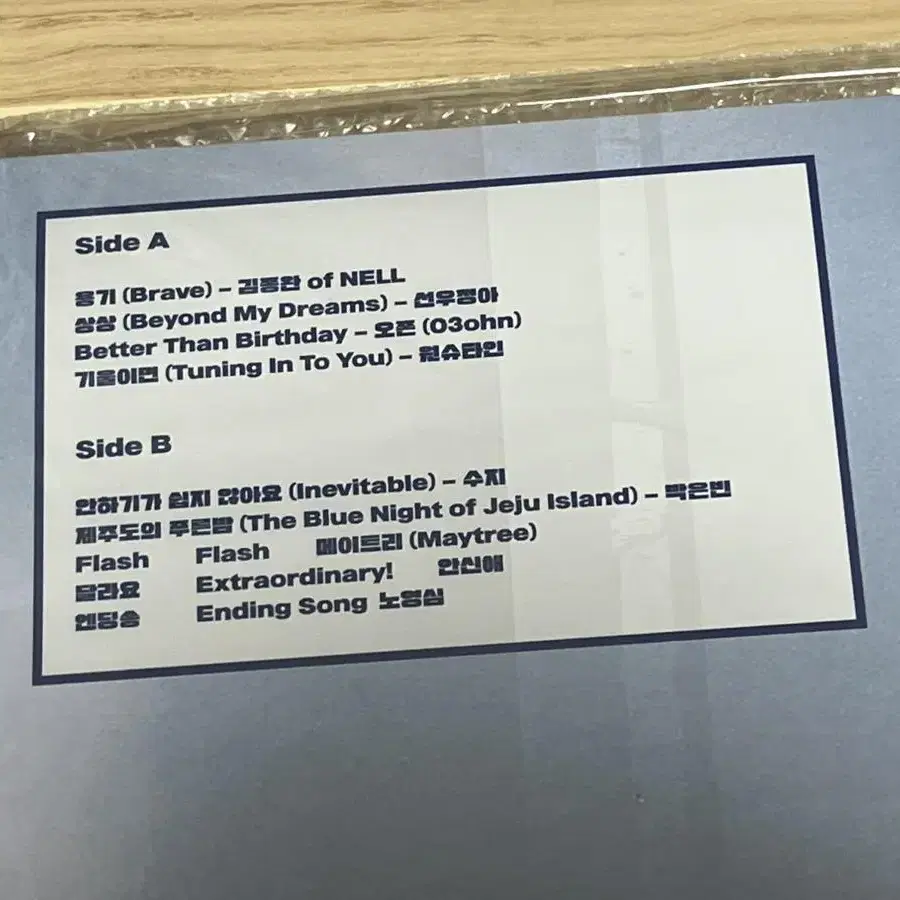 Side A
용기 (Brave) – 김종완 of NELL
상상 (Beyond My Dreams) – 선우정아
Better Than Birthday – 오존 (O3ohn)
기울이면 (Tuning In To You) – 원슈타인
Side B
안하기가 쉽지 않아요 (Inevitable) – 수지
제주도의 푸른밤 (The Blue Night of Jeju Island) – 박은빈
Flash Flash 메이트리 (Maytree)
달라요 Extraordinary! 안신애
엔딩송 Ending Song 노영심